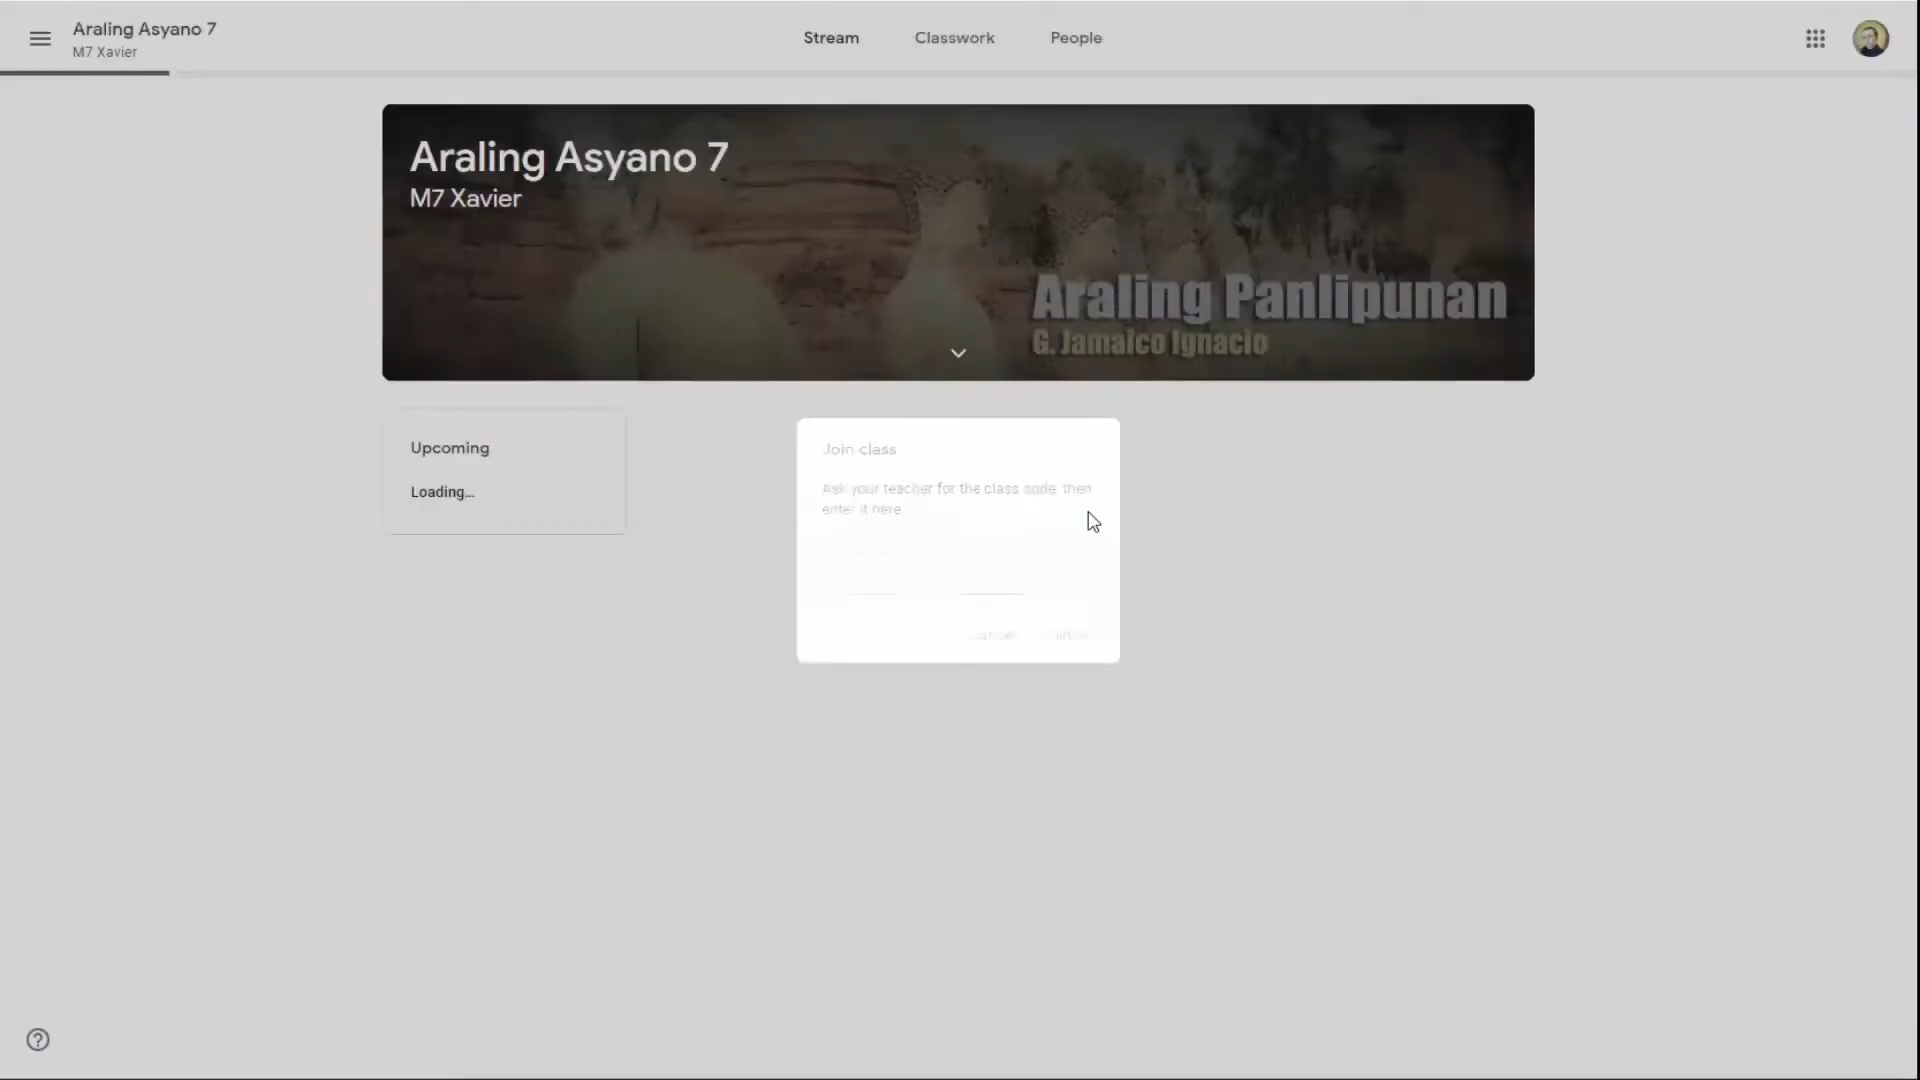 Araling Asyano 7
M7 Xavier
Stream
Classwork
People
Araling Asyano 7
M7 Xavier
Araling Panlipunan
G. Jamaico Ignacio
Upcoming
Loading...
Join class
Ask your teacher for the class code, then
enter it here
Cancel